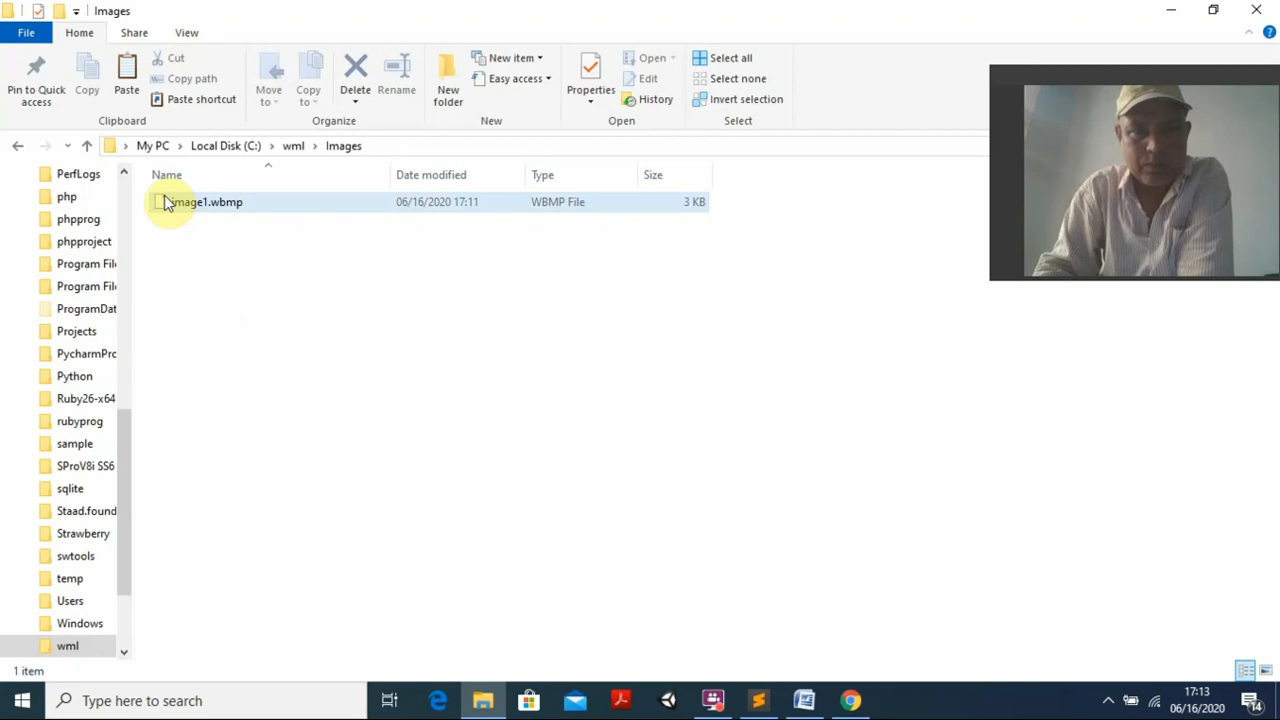 Images
File Home Share View
Pin to Quick access
Copy
Paste
Cut
Copy path
Paste shortcut
Clipboard
Move to
Copy to
Delete
Rename
Organize
New folder
New item
Easy access
New
Properties
Open
Edit
History
Open
Select all
Select none
Invert selection
Select
My PC Local Disk (C:) wml Images
Name Date modified Type Size
image1.wbmp 06/16/2020 17:11 WBMP File 3 KB
PerfLogs
php
phpprog
phpproject
Program Fil
Program Fil
ProgramDat
Projects
PycharmPro
Python
Ruby26-x64
rubyprog
sample
SProV8i SS6
sqlite
Staad.found
Strawberry
swtools
temp
Users
Windows
wml
1 item
Type here to search
17:13
06/16/2020
14